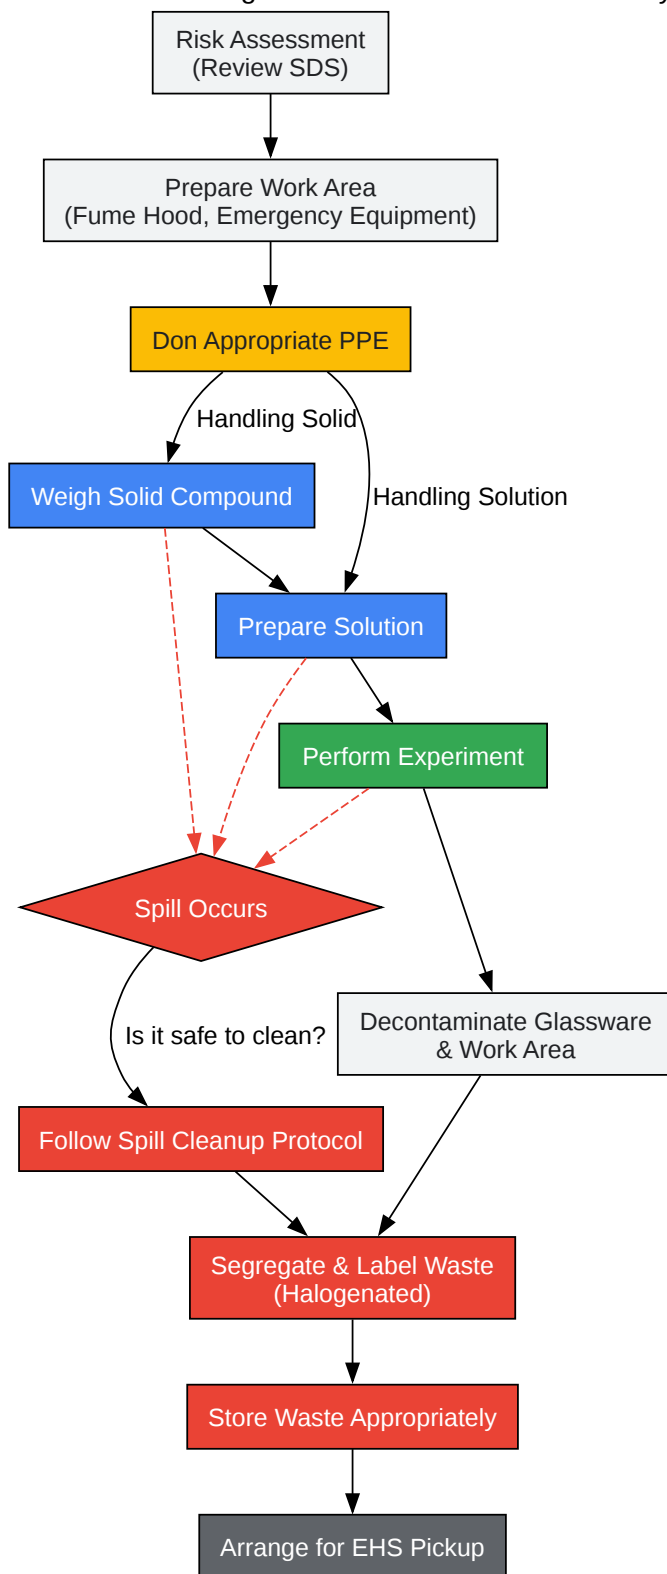 Risk Assessment
(Review SDS)
Prepare Work Area
(Fume Hood, Emergency Equipment)
Don Appropriate PPE
Handling Solid
Weigh Solid Compound
Handling Solution
Prepare Solution
Perform Experiment
Spill Occurs
Is it safe to clean?
Decontaminate Glassware
& Work Area
Follow Spill Cleanup Protocol
Segregate & Label Waste
(Halogenated)
Store Waste Appropriately
Arrange for EHS Pickup